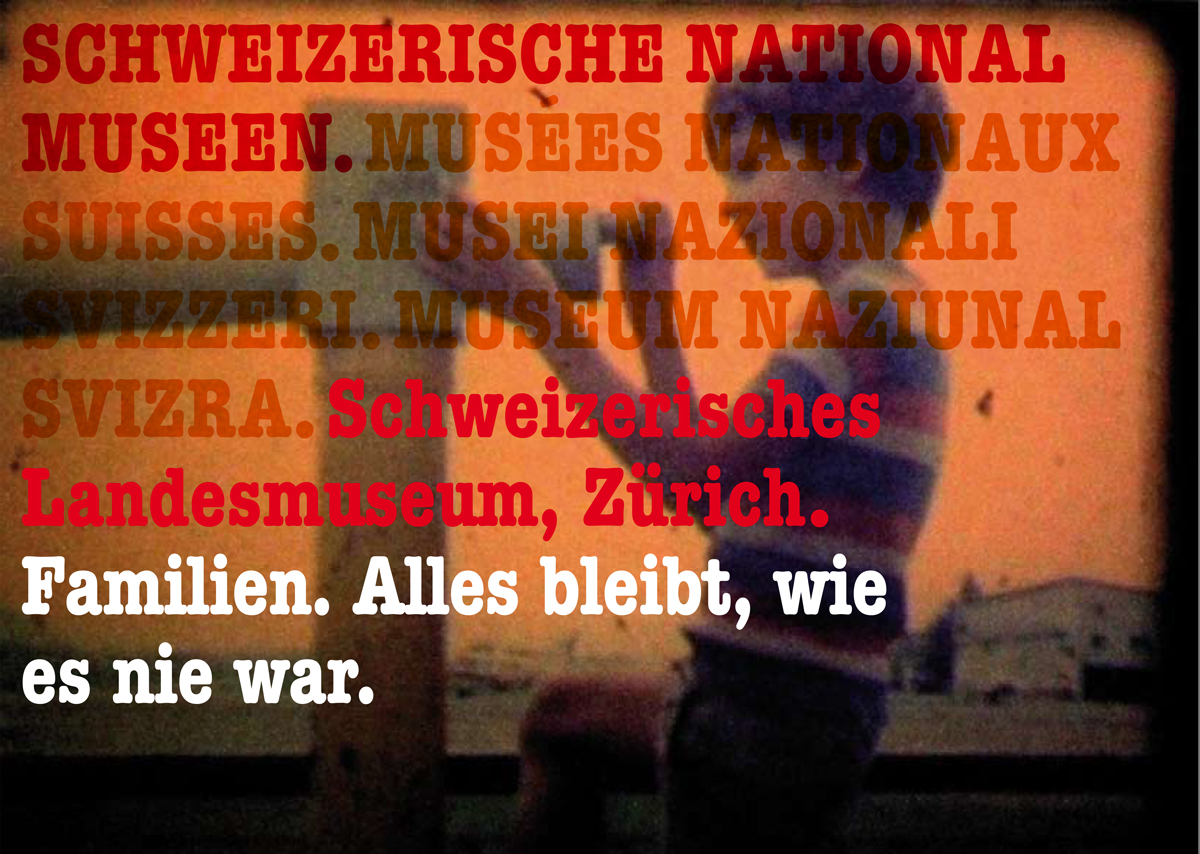 SCHWEIZERISCHE NATIONAL
MUSEEN. MUSÉES NATIONAUX
SUISSES. MUSEI NAZIONALI
SVIZZERI. MUSEUM NAZIUNAL
SVIZRA. Schweizerisches
Landesmuseum, Zürich.
Familien. Alles bleibt, wie
es nie war.